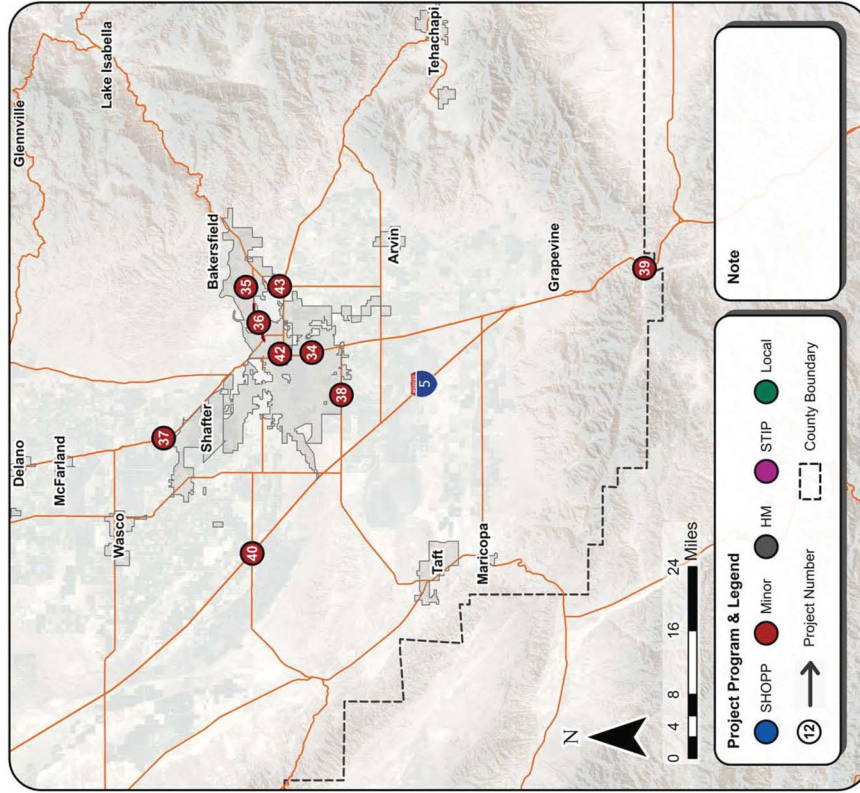 Glennville
Delano
McFarland
Lake Isabella
Wasco
37
Shafter
Bakersfield
35
36
40
42
43
34
38
Arvin
Tehachapi
5
Taft
Maricopa
Grapevine
39
N
0 4 8 16 24
Miles
Project Program & Legend
SHOPP
Minor
HM
STIP
Local
12
Project Number
County Boundary
Note